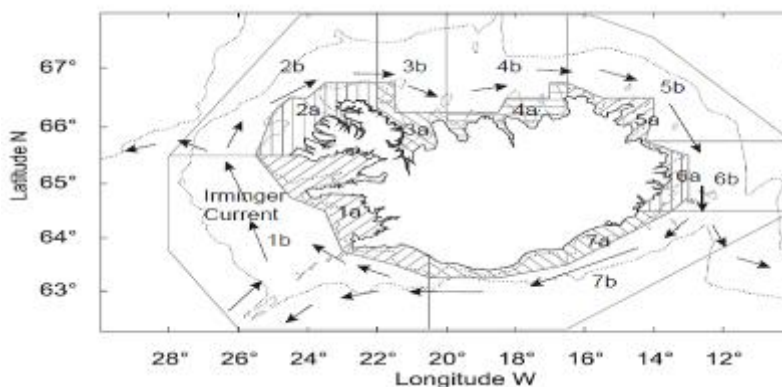 67°
66°
65°
64°
63°
Latitude N
2b
3b
4b
5b
2a
3a
4a
5a
6a
6b
Irminger
Current
1a
1b
7a
7b
28°
26°
24°
22°
20°
18°
16°
14°
12°
Longitude W